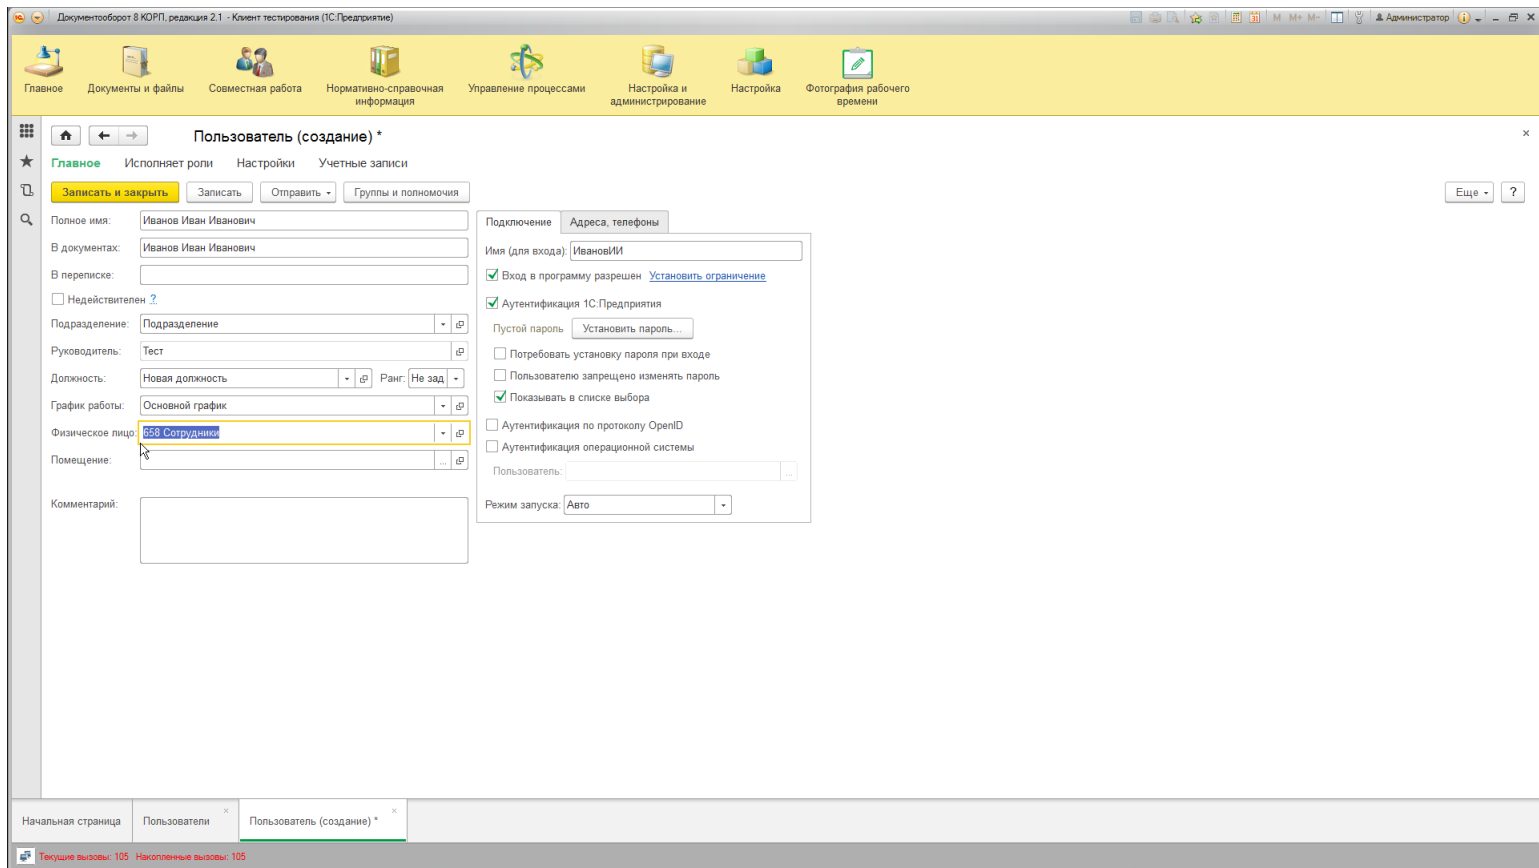 Документооборот 8 КОРП, редакция 2.1 - Клиент тестирования (1С:Предприятие)
M M+ M- Администратор
Главное Документы и файлы Совместная работа Нормативно-справочная информация Управление процессами Настройка и администрирование Настройка Фотография рабочего времени
Пользователь (создание) *
Главное Исполняет роли Настройки Учетные записи
Записать и закрыть Записать Отправить Группы и полномочия Еще ?
Полное имя: Иванов Иван Иванович
В документах: Иванов Иван Иванович
В переписке:
Недействителен ?
Подразделение: Подразделение
Руководитель: Тест
Должность: Новая должность Ранг: Не зад
График работы: Основной график
Физическое лицо: 658 Сотрудники
Помещение: ...
Комментарий:
Подключение Адреса, телефоны
Имя (для входа): ИвановИИ
Вход в программу разрешен Установить ограничение
Аутентификация 1С:Предприятия
Пустой пароль Установить пароль...
Потребовать установку пароля при входе
Пользователю запрещено изменять пароль
Показывать в списке выбора
Аутентификация по протоколу OpenID
Аутентификация операционной системы
Пользователь: ...
Режим запуска: Авто
Начальная страница Пользователи Пользователь (создание) *
Текущие вызовы: 105 Накопленные вызовы: 105